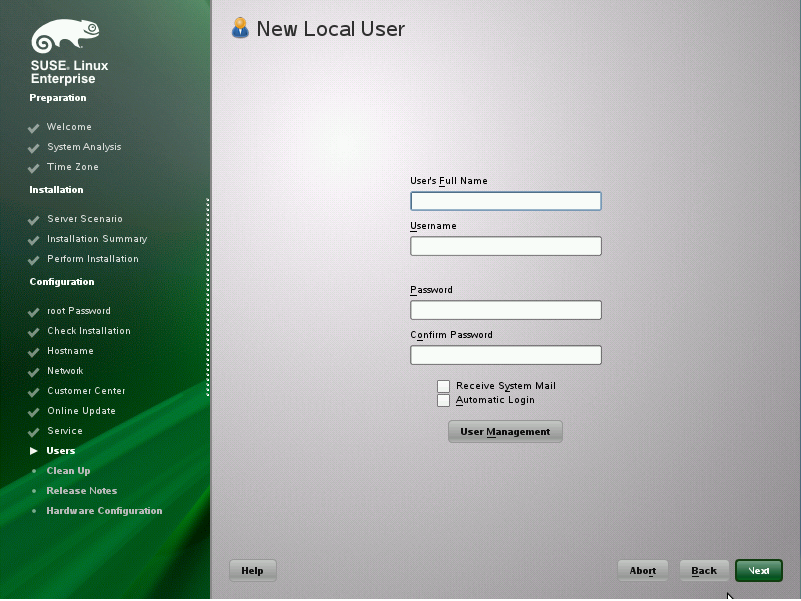 SUSE® Linux
Enterprise
Preparation
Welcome
System Analysis
Time Zone
Installation
Server Scenario
Installation Summary
Perform Installation
Configuration
root Password
Check Installation
Hostname
Network
Customer Center
Online Update
Service
Users
Clean Up
Release Notes
Hardware Configuration
New Local User
User's Full Name
Username
Password
Confirm Password
Receive System Mail
Automatic Login
User Management
Help
Abort
Back
Next